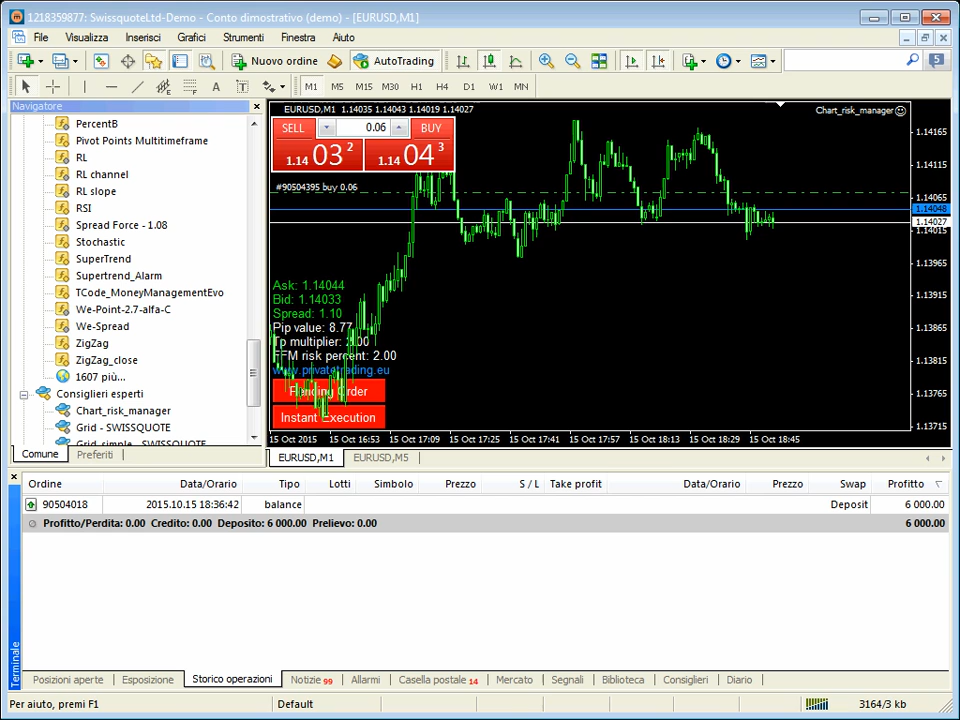 1218359877: SwissquoteLtd-Demo - Conto dimostrativo (demo) - [EURUSD,M1]
File Visualizza Inserisci Grafici Strumenti Finestra Aiuto
Nuovo ordine AutoTrading 5
A T M1 M5 M15 M30 H1 H4 D1 W1 MN
Navigatore
PercentB
Pivot Points Multitimeframe
RL
RL channel
RL slope
RSI
Spread Force - 1.08
Stochastic
SuperTrend
Supertrend_Alarm
TCode_MoneyManagementEvo
We-Point-2.7-alfa-C
We-Spread
ZigZag
ZigZag_close
1607 più...
Consiglieri esperti
Chart_risk_manager
Grid - SWISSQUOTE
Grid_simple - SWISSQUOTE
Comune Preferiti
EURUSD,M1 1.14035 1.14043 1.14019 1.14027
Chart_risk_manager
SELL 0.06 BUY
1.14 03 2 1.14 04 3
#90504395 buy 0.06
Ask: 1.14044
Bid: 1.14033
Spread: 1.10
Pip value: 8.77
Tp multiplier: 2.00
FFM risk percent: 2.00
www.privatetrading.eu
Pending Order
Instant Execution
1.14165
1.14115
1.14065
1.14048
1.14027
1.14015
1.13965
1.13915
1.13865
1.13815
1.13765
1.13715
15 Oct 2015 15 Oct 16:53 15 Oct 17:09 15 Oct 17:25 15 Oct 17:41 15 Oct 17:57 15 Oct 18:13 15 Oct 18:29 15 Oct 18:45
EURUSD,M1 EURUSD,M5
Ordine Data/Orario Tipo Lotti Simbolo Prezzo S / L Take profit Data/Orario Prezzo Swap Profitto
90504018 2015.10.15 18:36:42 balance Deposit 6 000.00
Profitto/Perdita: 0.00 Credito: 0.00 Deposito: 6 000.00 Prelievo: 0.00 6 000.00
Terminale
Posizioni aperte Esposizione Storico operazioni Notizie 99 Allarmi Casella postale 14 Mercato Segnali Biblioteca Consiglieri Diario
Per aiuto, premi F1 Default 3164/3 kb